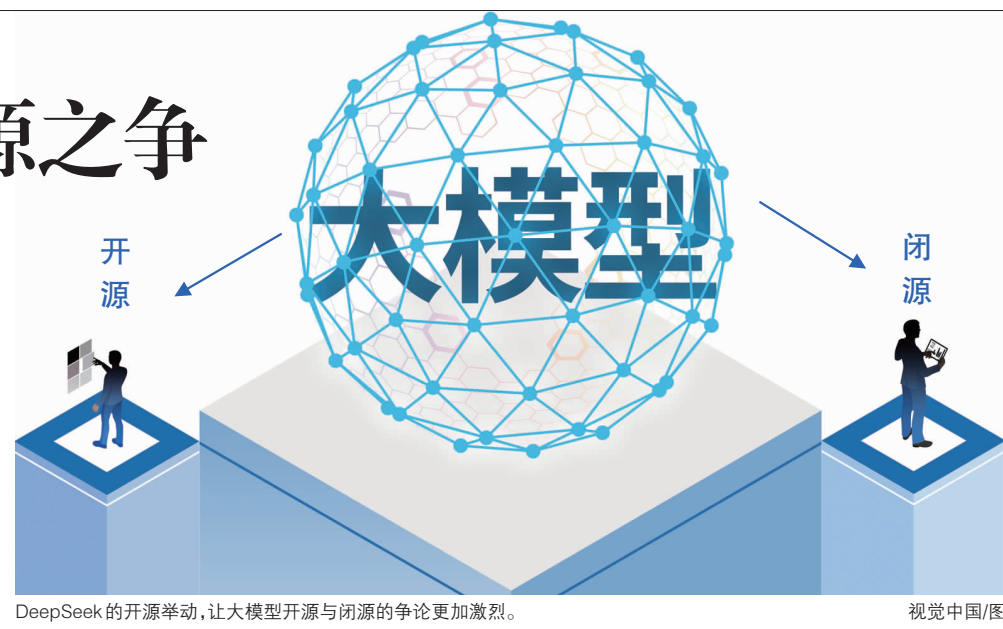 源之争
大模型
开
源
闭
源
DeepSeek的开源举动,让大模型开源与闭源的争论更加激烈。
视觉中国/图